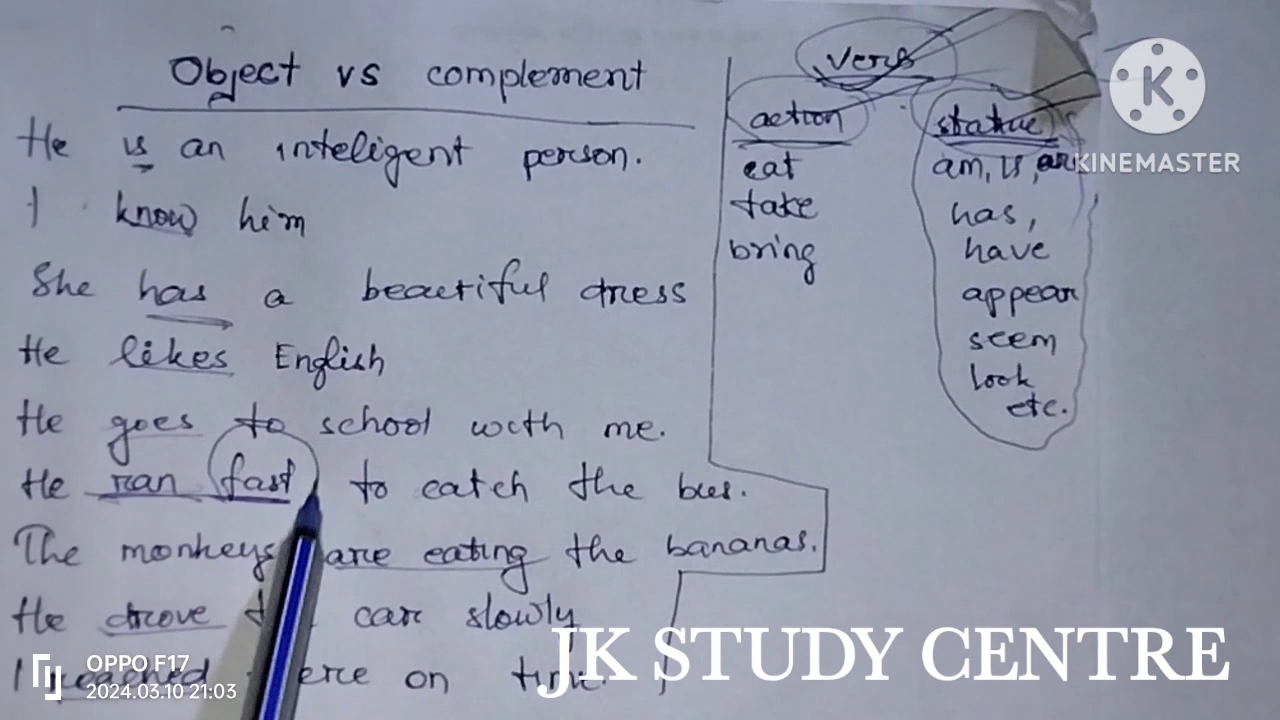 Object vs complement
He is an inteligent person.
I know him
She has a beautiful dress
He likes English
He goes to school with me.
He ran fast to catch the bus.
The monkeys are eating the bananas.
He drove car slowly
I reached on time.
Verb
action
eat
take
bring
statue
am, is, are
has,
have
appear
seem
look
etc.
K
KINEMASTER
JK STUDY CENTRE
OPPO F17
2024.03.10 21:03